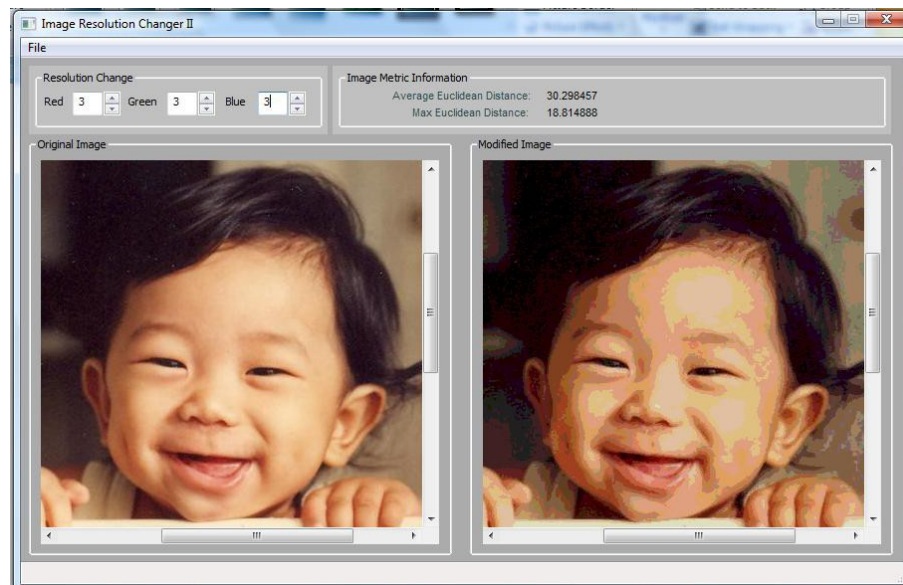 Image Resolution Changer II
File
Resolution Change
Red 3 Green 3 Blue 3
Image Metric Information
Average Euclidean Distance: 30.298457
Max Euclidean Distance: 18.814888
Original Image
Modified Image